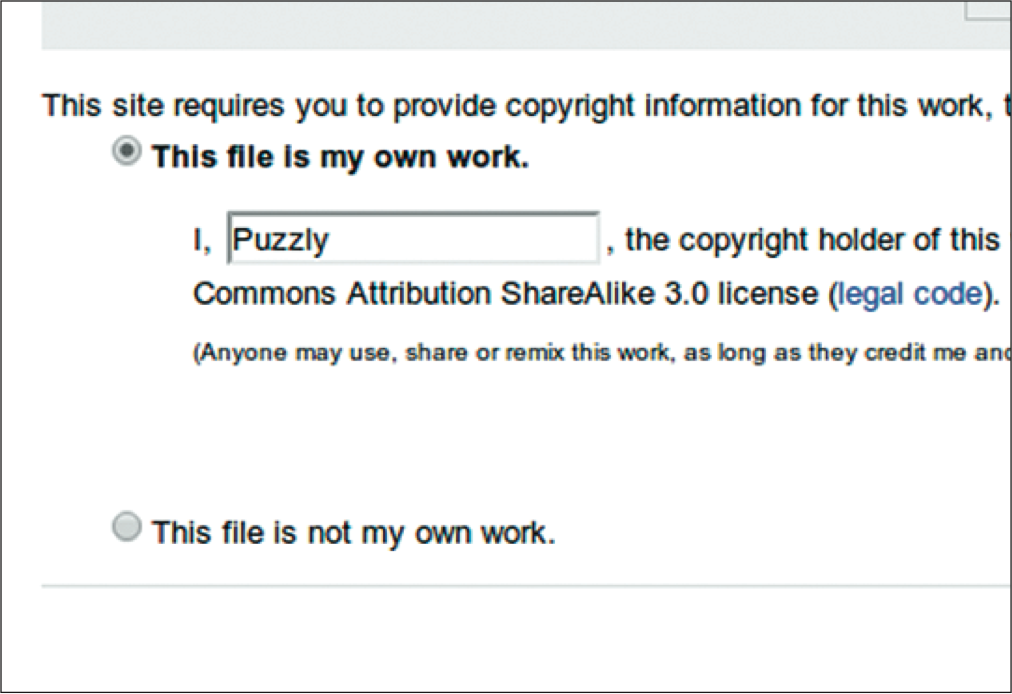 This site requires you to provide copyright information for this work,
This file is my own work.
I, Puzzly , the copyright holder of this
Commons Attribution ShareAlike 3.0 license (legal code).
(Anyone may use, share or remix this work, as long as they credit me and
This file is not my own work.